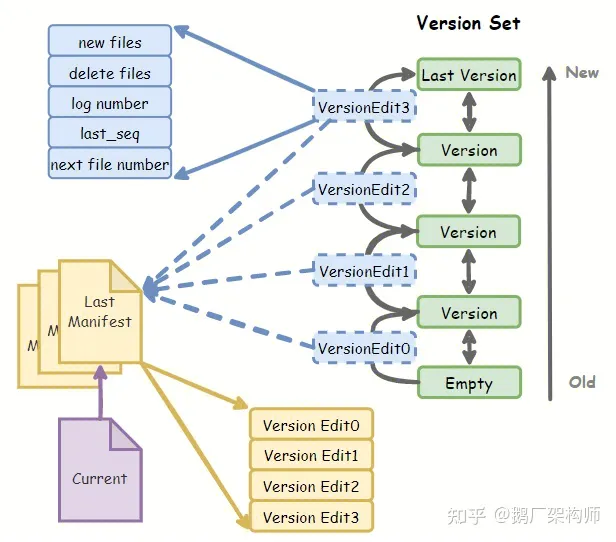 Version Set
new files
delete files
log number
last_seq
next file number
VersionEdit3
VersionEdit2
VersionEdit1
VersionEdit0
Last Version
Version
Version
Version
Empty
New
Old
Last
Manifest
M
M
Current
Version Edit0
Version Edit1
Version Edit2
Version Edit3
知乎 @鹅厂架构师